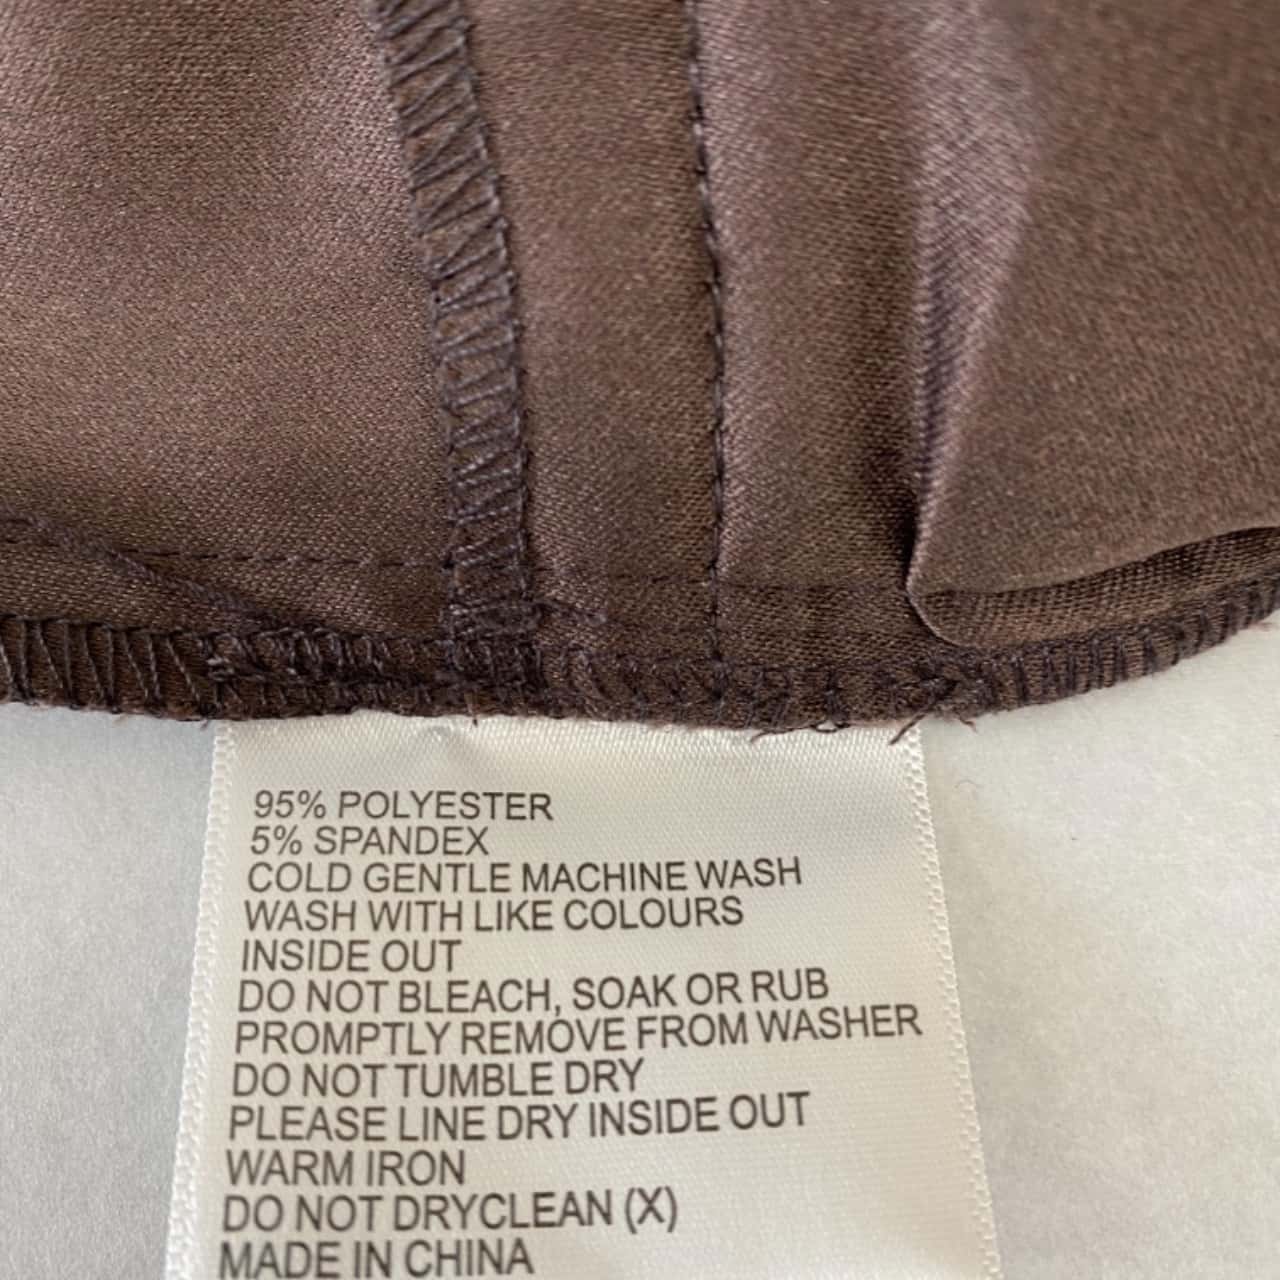 95% POLYESTER
5% SPANDEX
COLD GENTLE MACHINE WASH
WASH WITH LIKE COLOURS
INSIDE OUT
DO NOT BLEACH, SOAK OR RUB
PROMPTLY REMOVE FROM WASHER
DO NOT TUMBLE DRY
PLEASE LINE DRY INSIDE OUT
WARM IRON
DO NOT DRYCLEAN (X)
MADE IN CHINA